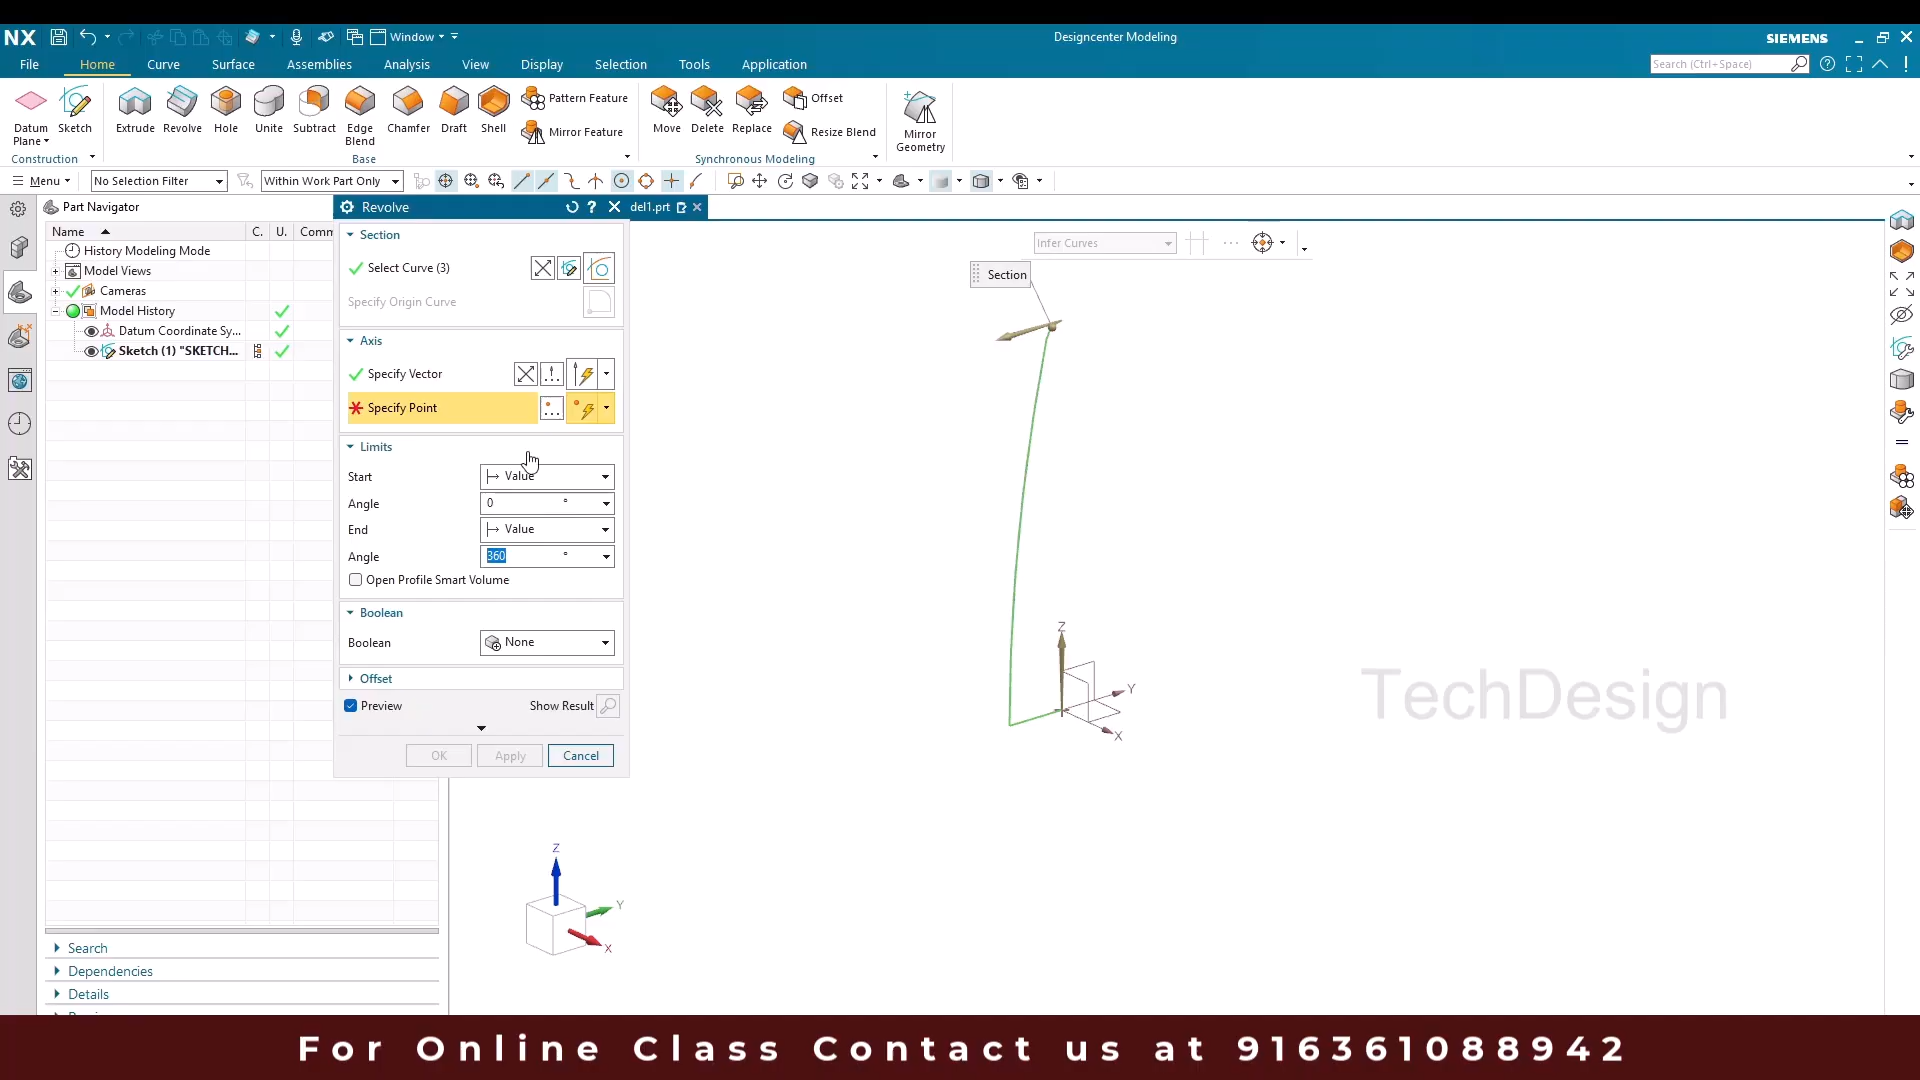 NX
Window
Designcenter Modeling
SIEMENS
File
Home
Curve
Surface
Assemblies
Analysis
View
Display
Selection
Tools
Application
Search (Ctrl+Space)
Datum Plane
Sketch
Extrude
Revolve
Hole
Unite
Subtract
Edge Blend
Chamfer
Draft
Shell
Pattern Feature
Mirror Feature
Move
Delete
Replace
Offset
Resize Blend
Mirror Geometry
Construction
Base
Synchronous Modeling
Menu
No Selection Filter
Within Work Part Only
Part Navigator
Revolve
del1.prt
Name
C.
U.
Comm
History Modeling Mode
Model Views
Cameras
Model History
Datum Coordinate Sy...
Sketch (1) "SKETCH...
Section
Select Curve (3)
Specify Origin Curve
Axis
Specify Vector
Specify Point
Limits
Start
Value
Angle
0 °
End
Value
Angle
360 °
Open Profile Smart Volume
Boolean
Boolean
None
Offset
Preview
Show Result
OK
Apply
Cancel
Infer Curves
Section
Z
Y
X
Z
Y
X
TechDesign
Search
Dependencies
Details
For Online Class Contact us at 916361088942